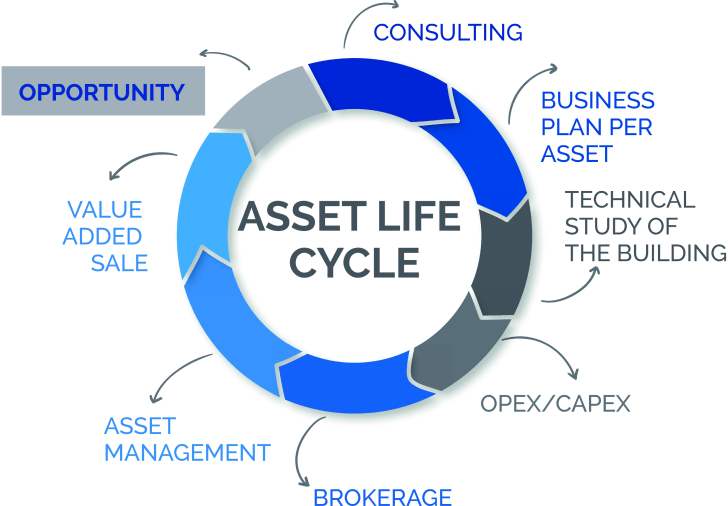 CONSULTING
OPPORTUNITY
BUSINESS
PLAN PER
ASSET
TECHNICAL
STUDY OF
THE BUILDING
VALUE
ADDED
SALE
ASSET LIFE
CYCLE
OPEX/CAPEX
ASSET
MANAGEMENT
BROKERAGE